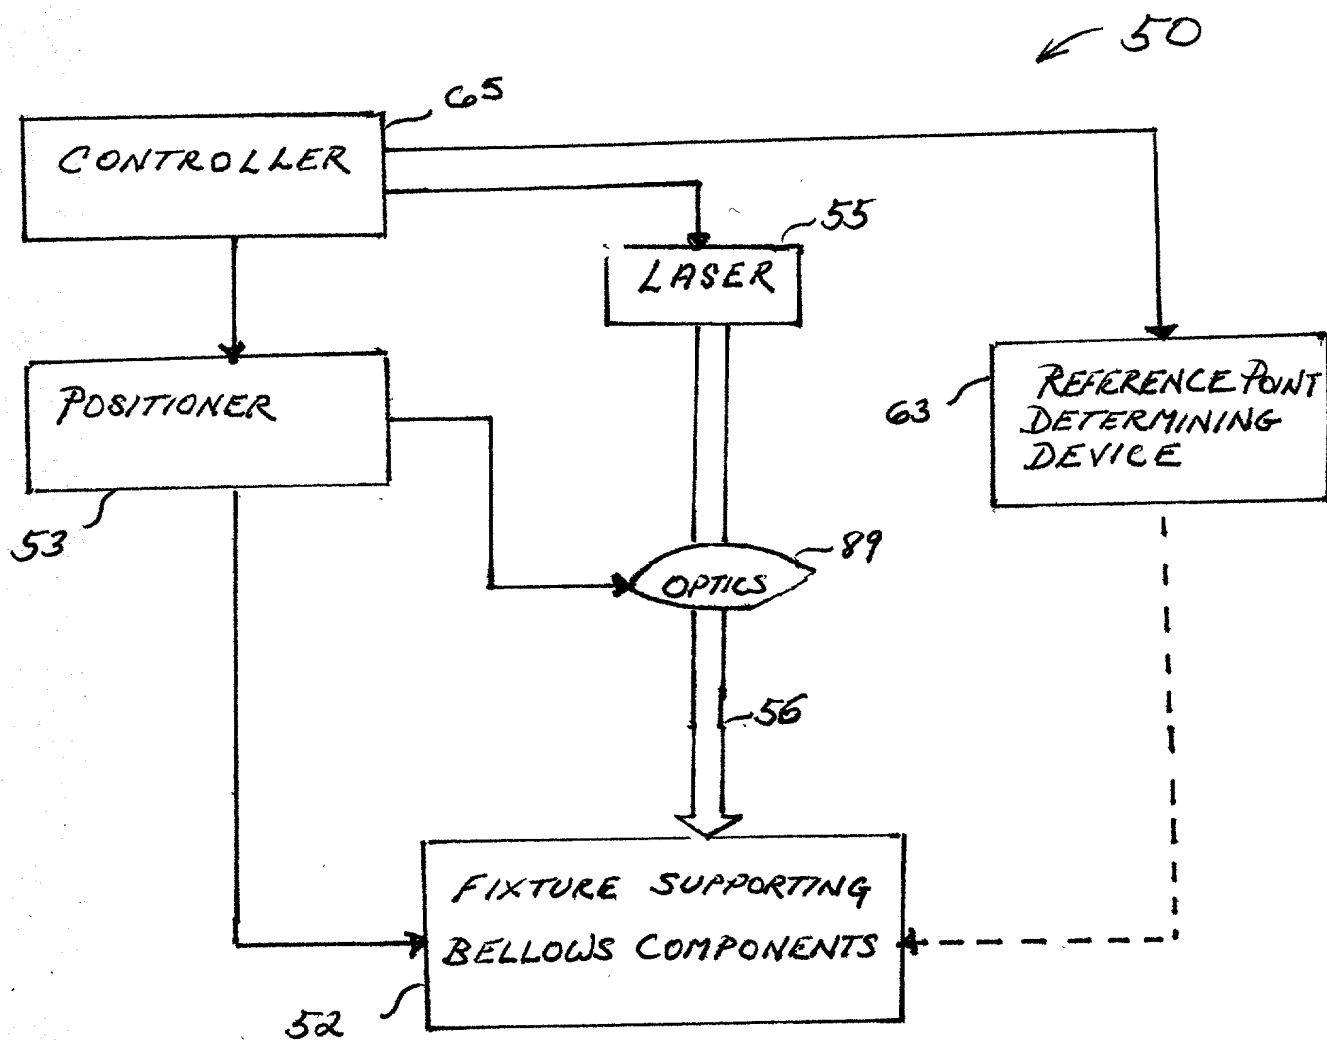 50
65
CONTROLLER
55
LASER
REFERENCE POINT
DETERMINING
DEVICE
63
POSITIONER
53
89
OPTICS
56
FIXTURE SUPPORTING
BELLOWS COMPONENTS
52